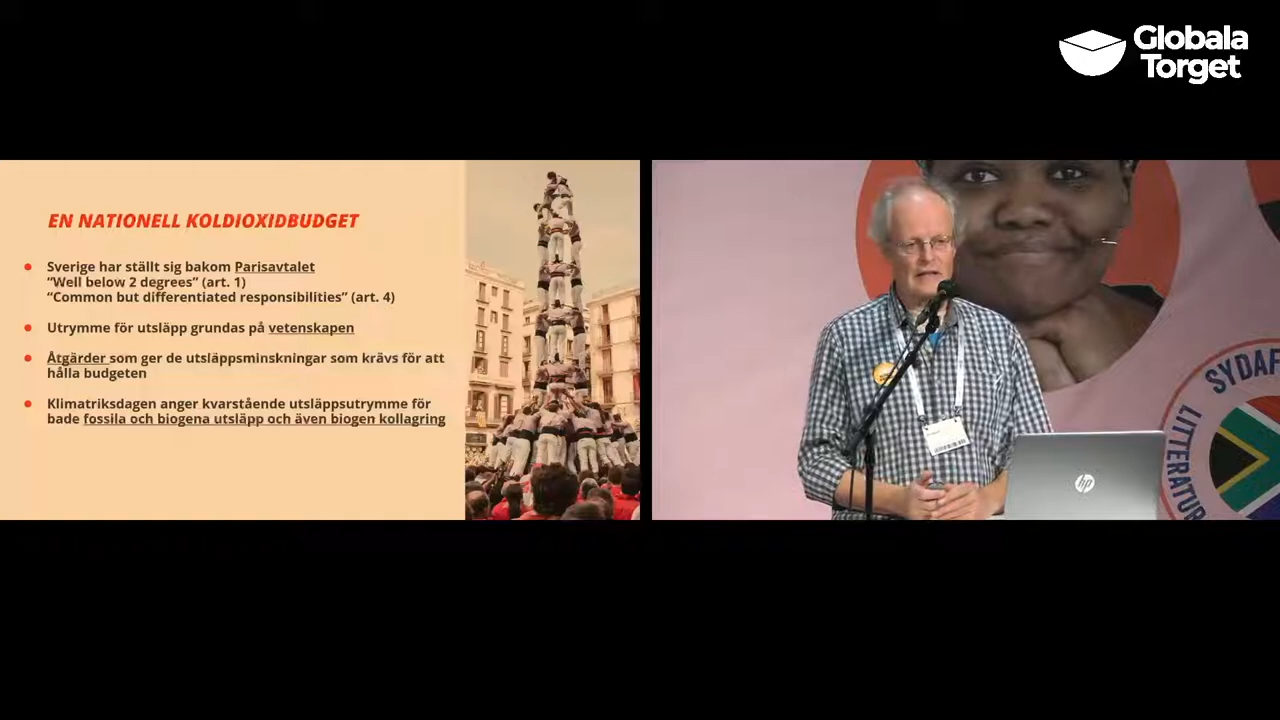 Globala
Torget
EN NATIONELL KOLDIOXIDBUDGET
Sverige har ställt sig bakom Parisavtalet
"Well below 2 degrees" (art. 1)
"Common but differentiated responsibilities" (art. 4)
Utrymme för utsläpp grundas på vetenskapen
Åtgärder som ger de utsläppsminskningar som krävs för att
hålla budgeten
Klimatriksdagen anger kvarstående utsläppsutrymme för
bade fossila och biogena utsläpp och även biogen kollagring
hp
SYDAF
LITTERATUR